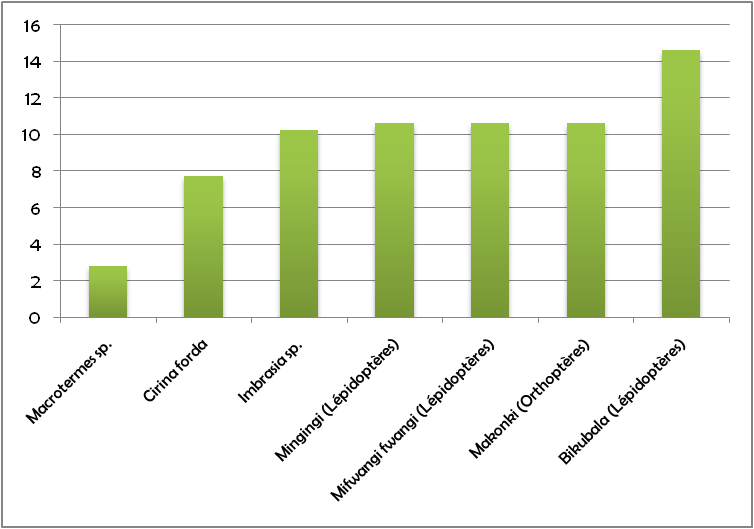 16
14
12
10
8
6
4
2
0
Macrotermes sp.
Cirina forda
Imbrasia sp.
Mingingi (Lépidoptères)
Mifwangi fwangi (Lépidoptères)
Makonki (Orthoptères)
Bikubala (Lépidoptères)